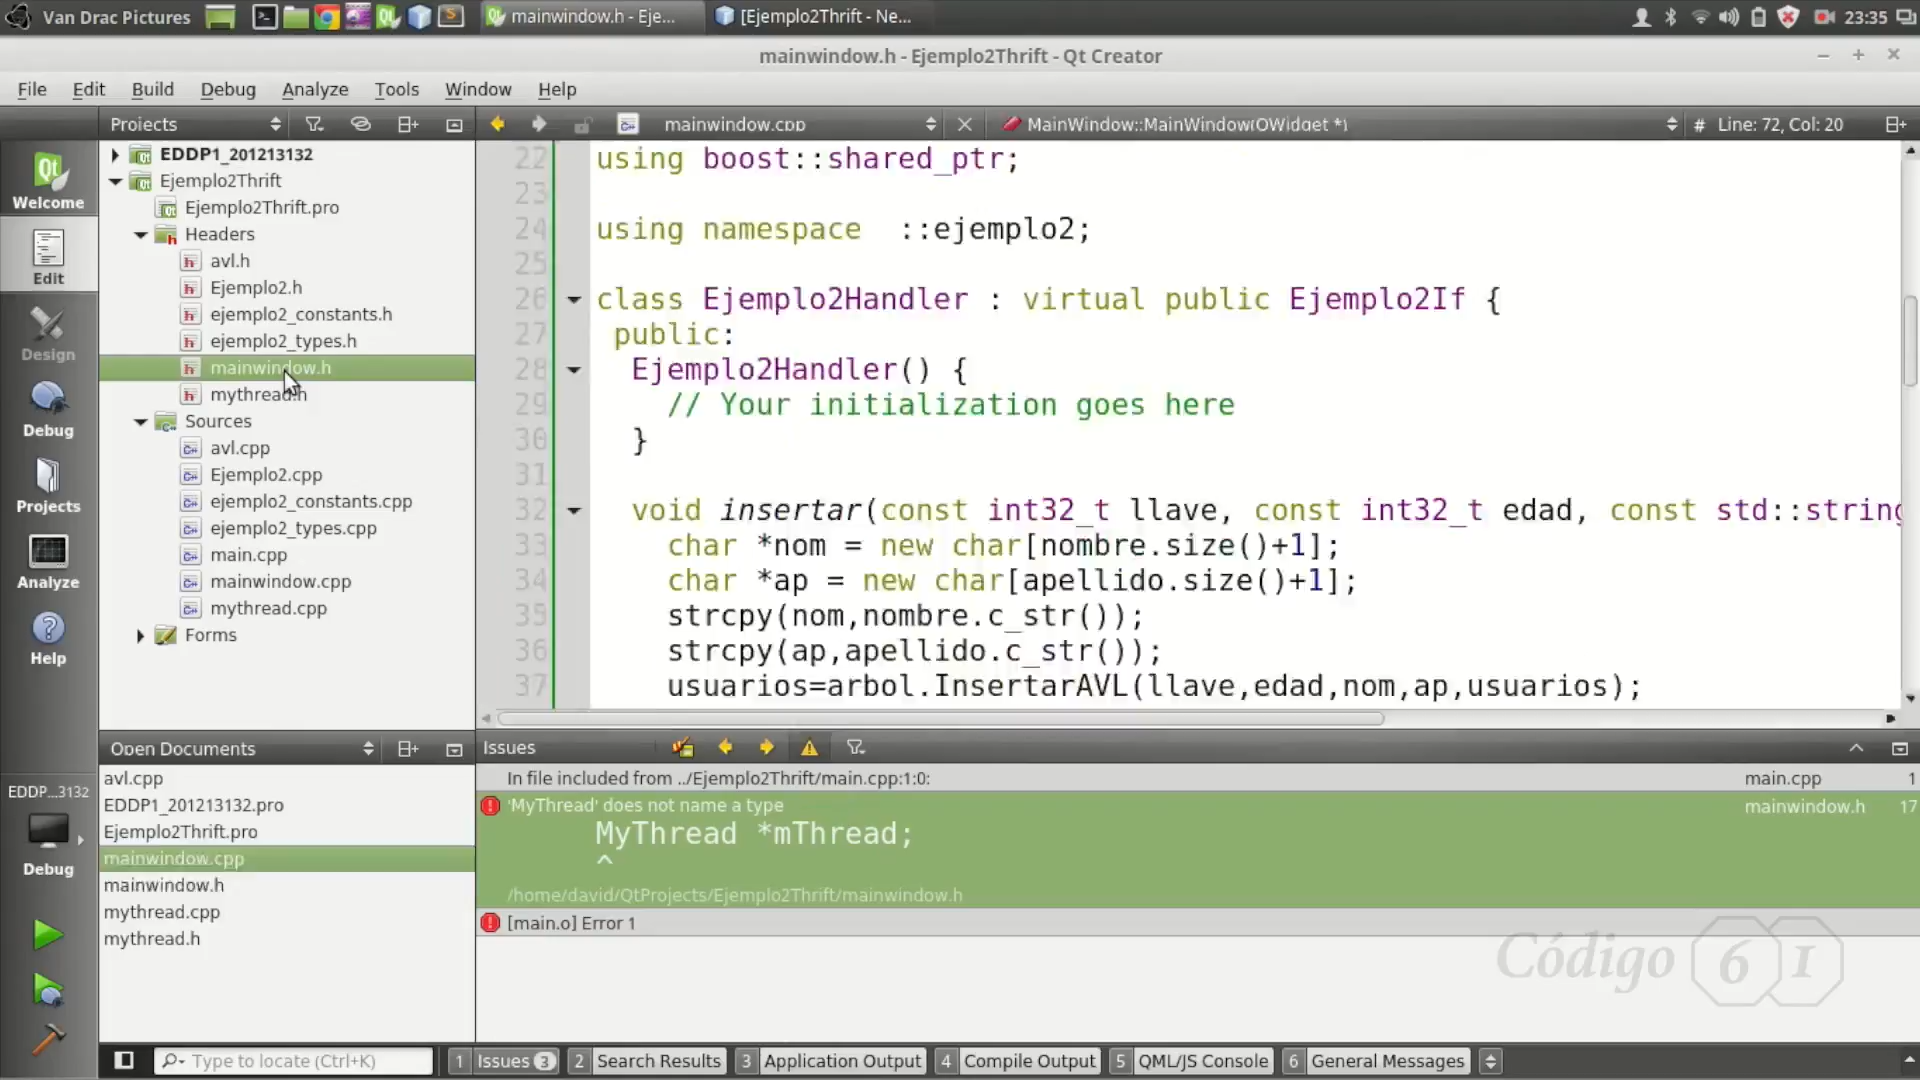 Van Drac Pictures
mainwindow.h - Eje...
[Ejemplo2Thrift - Ne...
23:35
mainwindow.h - Ejemplo2Thrift - Qt Creator
File Edit Build Debug Analyze Tools Window Help
Projects
mainwindow.cpp
MainWindow::MainWindow(QWidget *)
# Line: 72, Col: 20
Welcome
Edit
Design
Debug
Projects
Analyze
Help
EDDP...3132
Debug
EDDP1_201213132
Ejemplo2Thrift
Ejemplo2Thrift.pro
Headers
avl.h
Ejemplo2.h
ejemplo2_constants.h
ejemplo2_types.h
mainwindow.h
mythread.h
Sources
avl.cpp
Ejemplo2.cpp
ejemplo2_constants.cpp
ejemplo2_types.cpp
main.cpp
mainwindow.cpp
mythread.cpp
Forms
22 using boost::shared_ptr;
23
24 using namespace ::ejemplo2;
25
26 class Ejemplo2Handler : virtual public Ejemplo2If {
27 public:
28 Ejemplo2Handler() {
29 // Your initialization goes here
30 }
31
32 void insertar(const int32_t llave, const int32_t edad, const std::string
33 char *nom = new char[nombre.size()+1];
34 char *ap = new char[apellido.size()+1];
35 strcpy(nom,nombre.c_str());
36 strcpy(ap,apellido.c_str());
37 usuarios=arbol.InsertarAVL(llave,edad,nom,ap,usuarios);
Open Documents
avl.cpp
EDDP1_201213132.pro
Ejemplo2Thrift.pro
mainwindow.cpp
mainwindow.h
mythread.cpp
mythread.h
Issues
In file included from ../Ejemplo2Thrift/main.cpp:1:0: main.cpp 1
'MyThread' does not name a type mainwindow.h 17
MyThread *mThread;
^
/home/david/QtProjects/Ejemplo2Thrift/mainwindow.h
[main.o] Error 1
Código 61
Type to locate (Ctrl+K)
1 Issues 3 2 Search Results 3 Application Output 4 Compile Output 5 QML/JS Console 6 General Messages